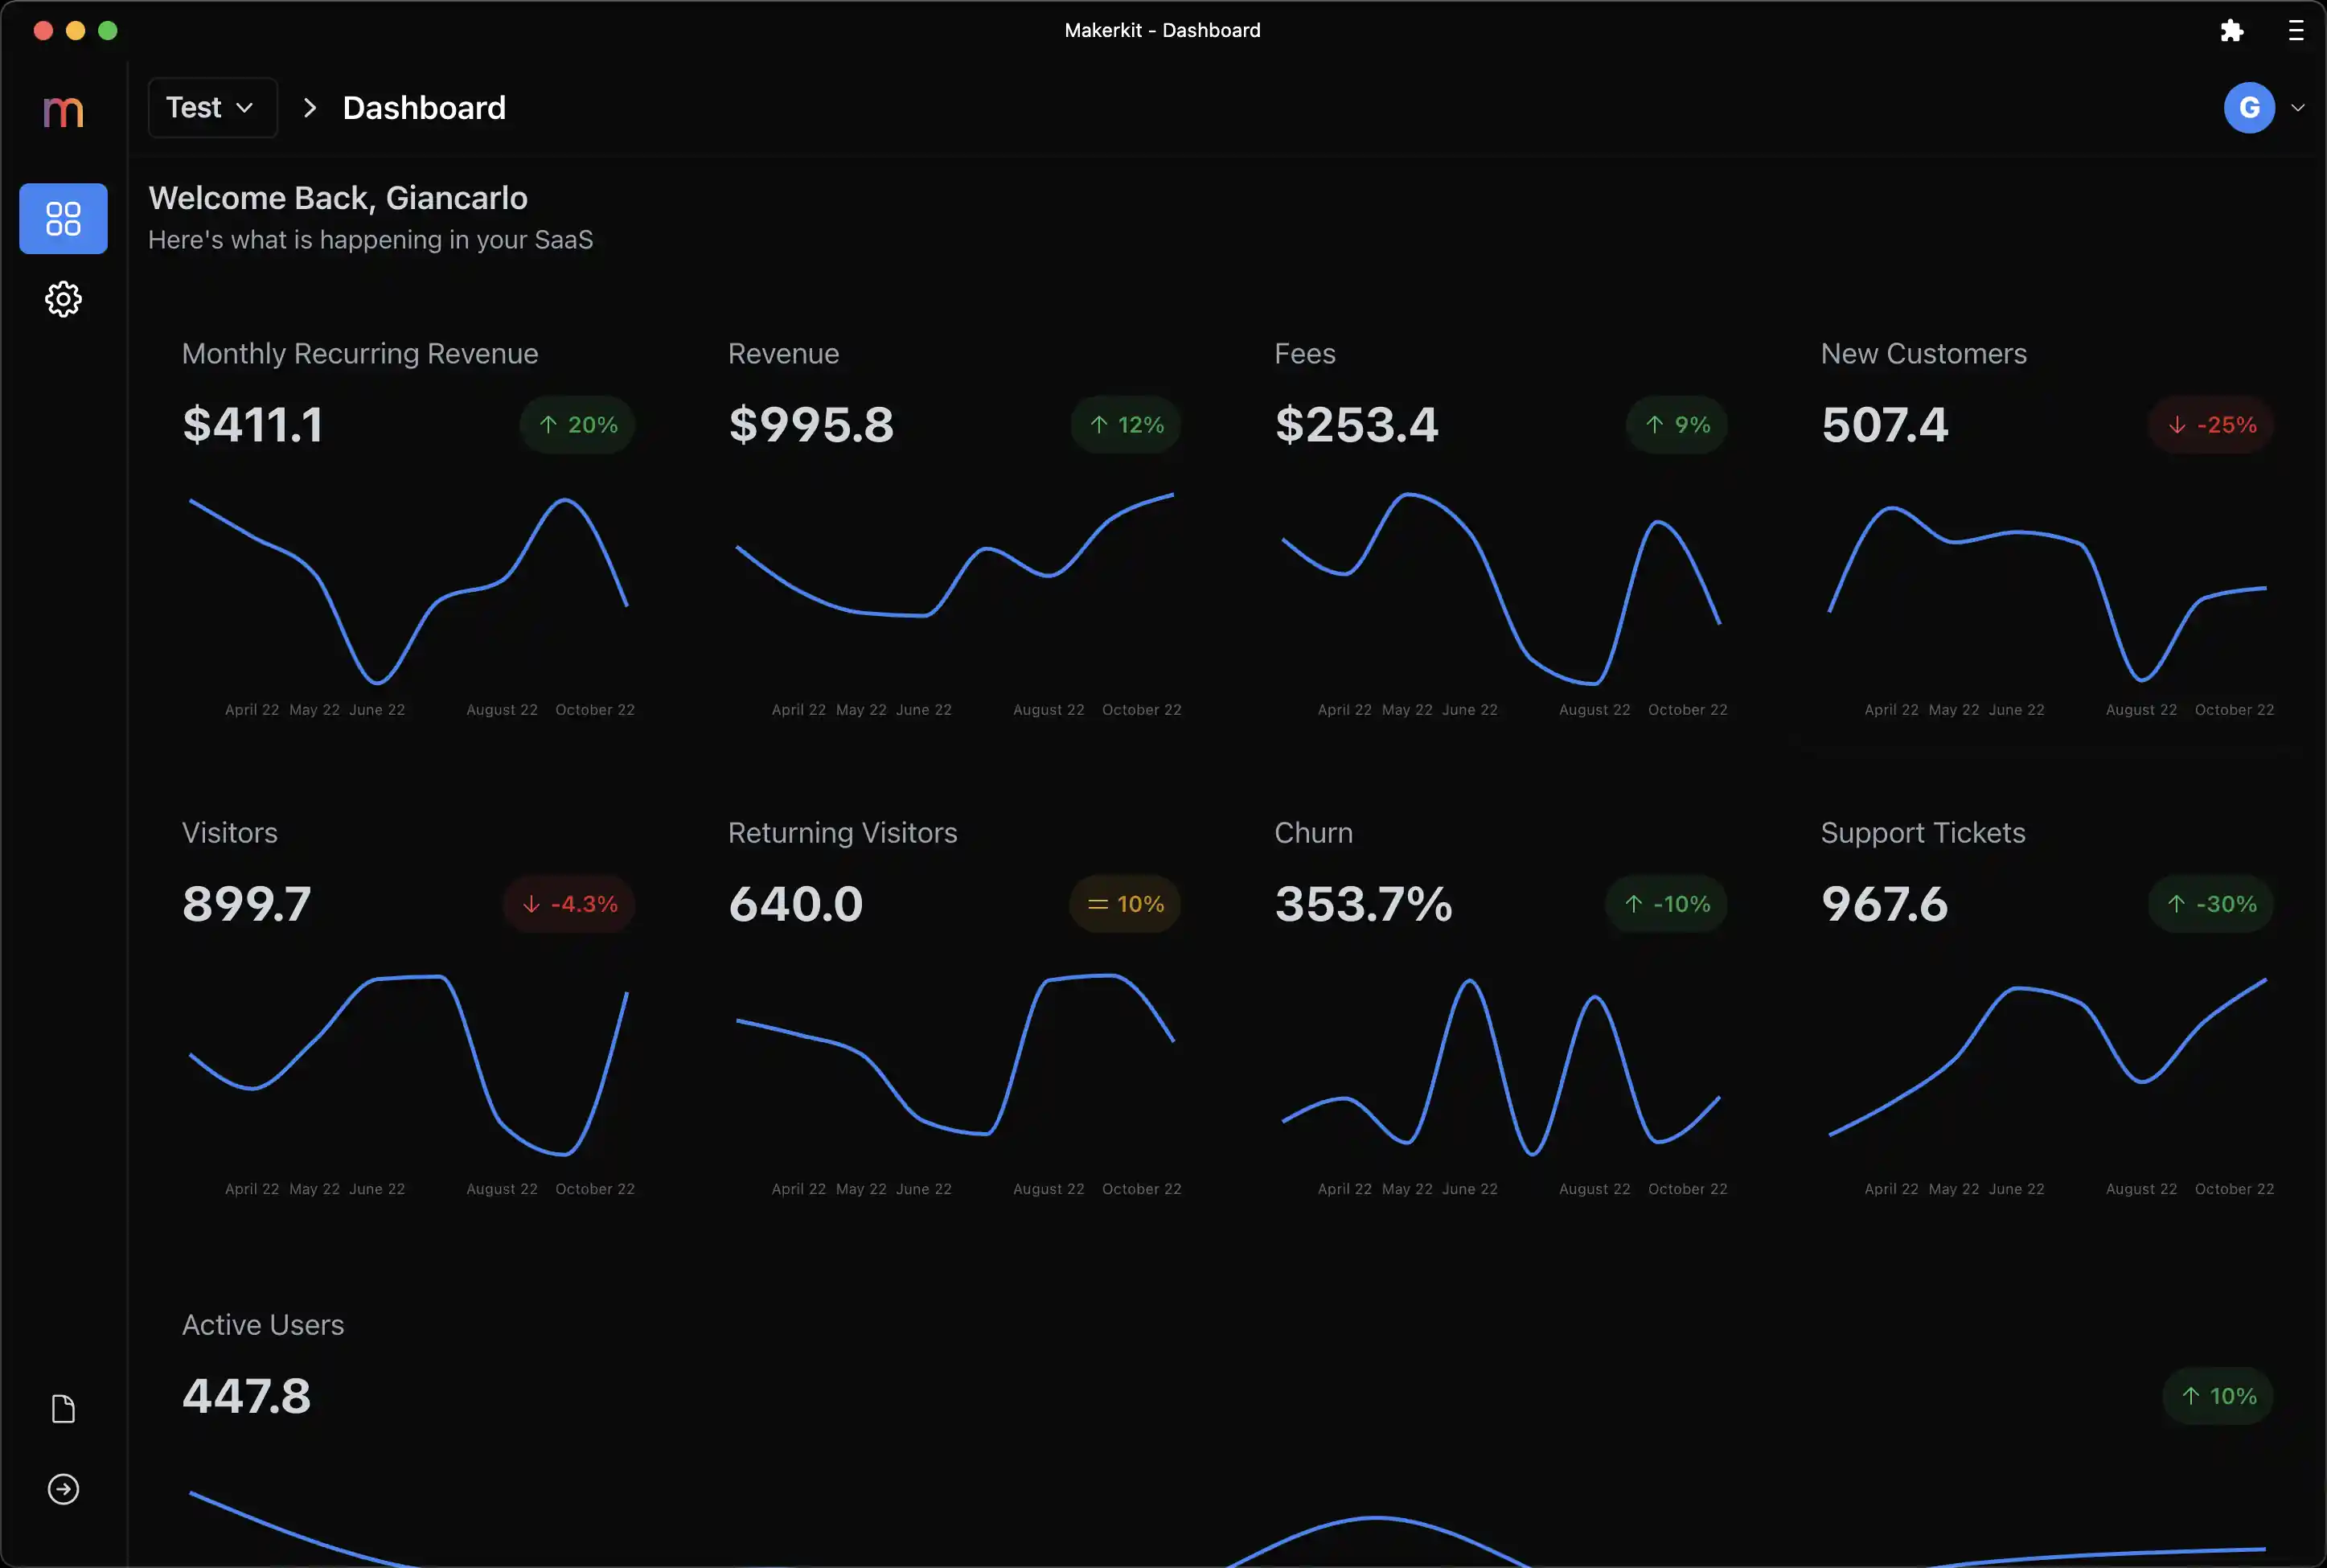 Makerkit - Dashboard
m
Test
Dashboard
G
Welcome Back, Giancarlo
Here's what is happening in your SaaS
Monthly Recurring Revenue
$411.1
20%
April 22 May 22 June 22 August 22 October 22
Revenue
$995.8
12%
April 22 May 22 June 22 August 22 October 22
Fees
$253.4
9%
April 22 May 22 June 22 August 22 October 22
New Customers
507.4
-25%
April 22 May 22 June 22 August 22 October 22
Visitors
899.7
-4.3%
April 22 May 22 June 22 August 22 October 22
Returning Visitors
640.0
= 10%
April 22 May 22 June 22 August 22 October 22
Churn
353.7%
-10%
April 22 May 22 June 22 August 22 October 22
Support Tickets
967.6
-30%
April 22 May 22 June 22 August 22 October 22
Active Users
447.8
10%